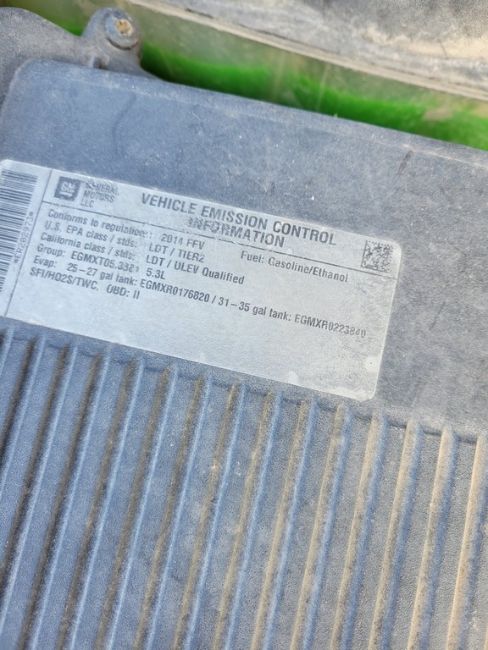 GM
GENERAL
MOTORS
LLC
VEHICLE EMISSION CONTROL
INFORMATION
Conforms to regulation: 2014 FFV Fuel: Gasoline/Ethanol
U.S. EPA class / stds: LDT / TIER2
California class / stds: LDT / ULEV Qualified
Group: EGMXT05.3381 5.3L
Evap: 25-27 gal tank: EGMXR0176820 / 31-35 gal tank: EGMXR0223840
SFI/HO2S/TWC. OBD: II